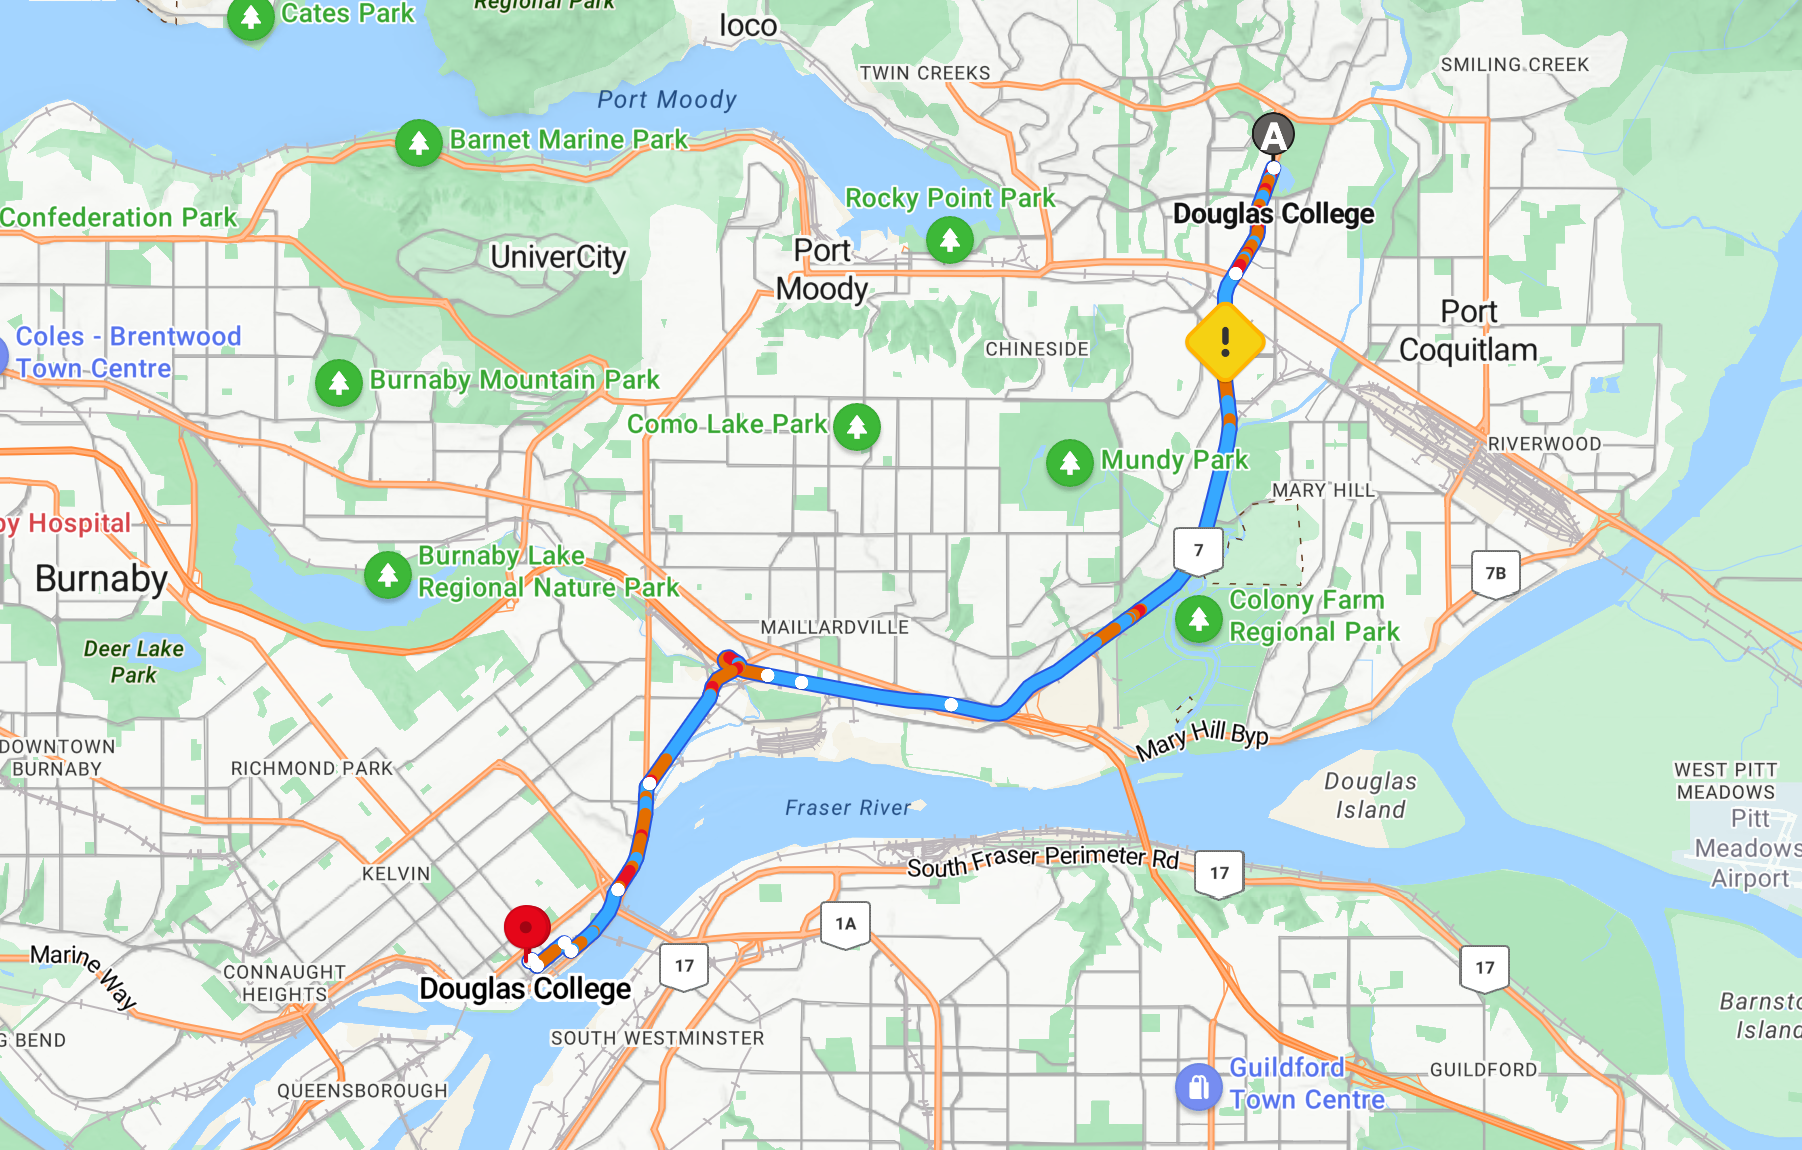 Cates Park
Regional Park
Ioco
TWIN CREEKS
SMILING CREEK
Port Moody
A
Barnet Marine Park
Rocky Point Park
Confederation Park
Douglas College
UniverCity
Port
Moody
Port
Coquitlam
Coles - Brentwood
Town Centre
CHINESIDE
!
Burnaby Mountain Park
Como Lake Park
RIVERWOOD
Mundy Park
MARY HILL
by Hospital
7
7B
Burnaby Lake
Regional Nature Park
Burnaby
Colony Farm
Regional Park
MAILLARDVILLE
Deer Lake
Park
Mary Hill Byp
DOWNTOWN
BURNABY
RICHMOND PARK
Douglas
Island
WEST PITT
MEADOWS
Fraser River
Pitt
Meadows
Airport
South Fraser Perimeter Rd
17
KELVIN
1A
Marine Way
CONNAUGHT
HEIGHTS
17
17
Douglas College
Barnsto
Island
G BEND
SOUTH WESTMINSTER
Guildford
Town Centre
GUILDFORD
QUEENSBOROUGH